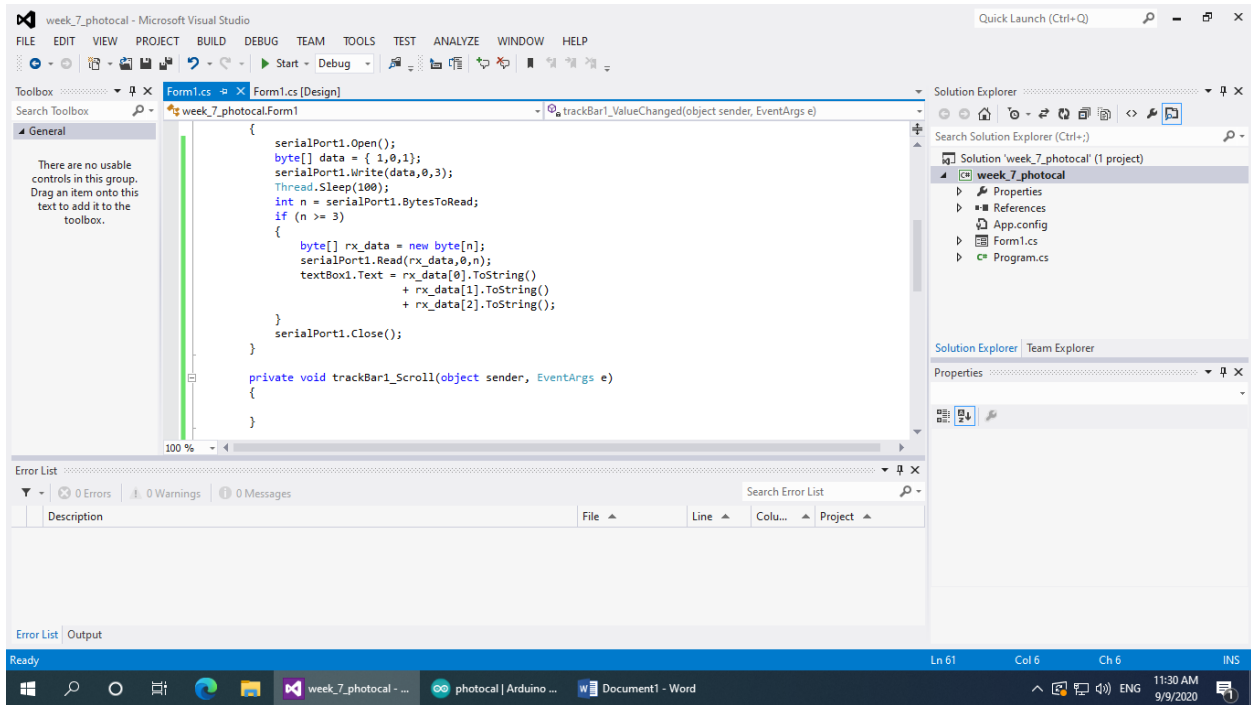 week_7_photocal - Microsoft Visual Studio
Quick Launch (Ctrl+Q)
FILE EDIT VIEW PROJECT BUILD DEBUG TEAM TOOLS TEST ANALYZE WINDOW HELP
Start Debug
Toolbox
Search Toolbox
General
There are no usable
controls in this group.
Drag an item onto this
text to add it to the
toolbox.
Form1.cs Form1.cs [Design]
week_7_photocal.Form1 trackBar1_ValueChanged(object sender, EventArgs e)
{
serialPort1.Open();
byte[] data = { 1,0,1};
serialPort1.Write(data,0,3);
Thread.Sleep(100);
int n = serialPort1.BytesToRead;
if (n >= 3)
{
byte[] rx_data = new byte[n];
serialPort1.Read(rx_data,0,n);
textBox1.Text = rx_data[0].ToString()
+ rx_data[1].ToString()
+ rx_data[2].ToString();
}
serialPort1.Close();
}
private void trackBar1_Scroll(object sender, EventArgs e)
{
}
100 %
Solution Explorer
Search Solution Explorer (Ctrl+;)
Solution 'week_7_photocal' (1 project)
C# week_7_photocal
Properties
References
App.config
Form1.cs
C# Program.cs
Solution Explorer Team Explorer
Properties
Error List
0 Errors 0 Warnings 0 Messages
Search Error List
Description File Line Colu... Project
Error List Output
Ready Ln 61 Col 6 Ch 6 INS
week_7_photocal - ... photocal | Arduino ... Document1 - Word
ENG
11:30 AM
9/9/2020
1